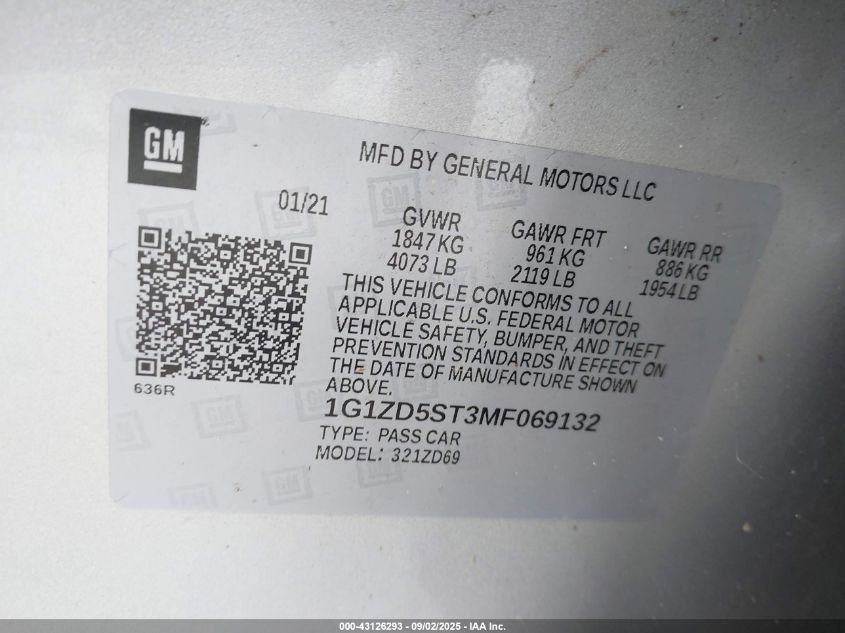 GM
MFD BY GENERAL MOTORS LLC
01/21
GVWR
1847 KG
4073 LB
GAWR FRT
961 KG
2119 LB
GAWR RR
886 KG
1954 LB
THIS VEHICLE CONFORMS TO ALL
APPLICABLE U.S. FEDERAL MOTOR
VEHICLE SAFETY, BUMPER, AND THEFT
PREVENTION STANDARDS IN EFFECT ON
THE DATE OF MANUFACTURE SHOWN
ABOVE.
636R
1G1ZD5ST3MF069132
TYPE: PASS CAR
MODEL: 321ZD69
000-43126293 - 09/02/2025 - IAA Inc.